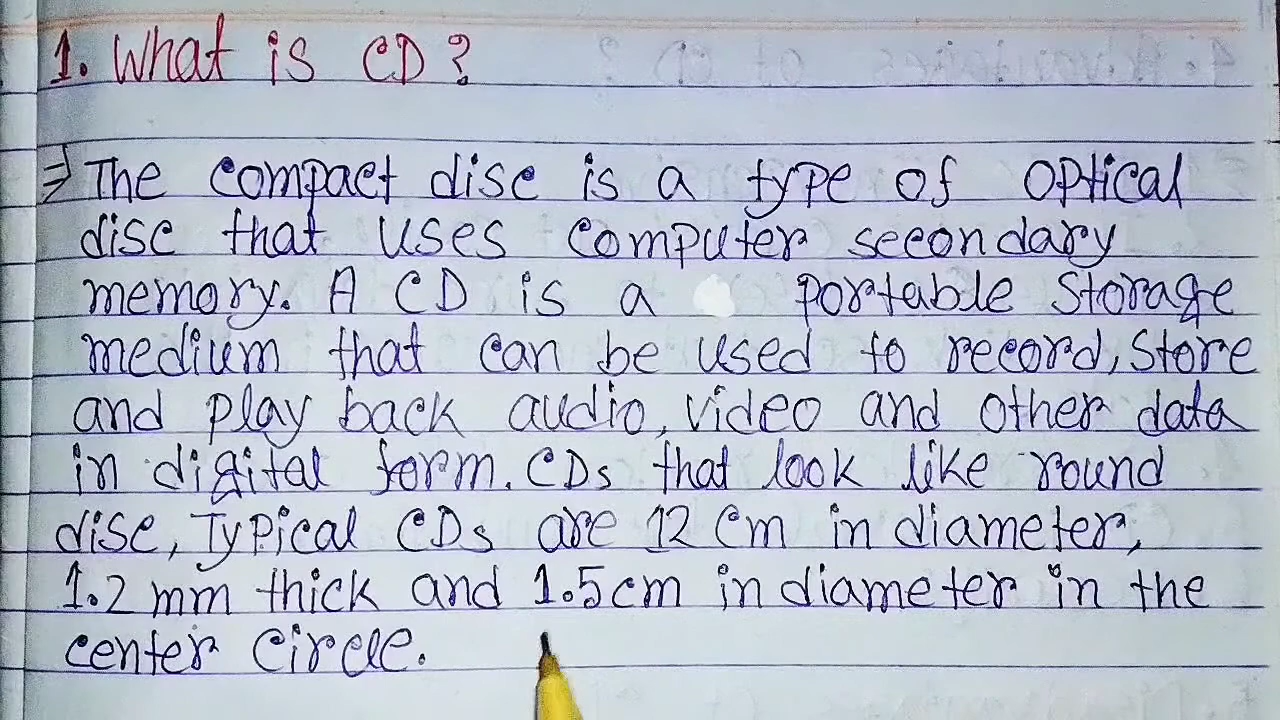 1. What is CD?
⇒ The compact disc is a type of optical
disc that uses computer secondary
memory. A CD is a portable storage
medium that can be used to record, store
and play back audio, video and other data
in digital form. CDs that look like round
disc, Typical CDs are 12 cm in diameter,
1.2 mm thick and 1.5 cm in diameter in the
center circle.